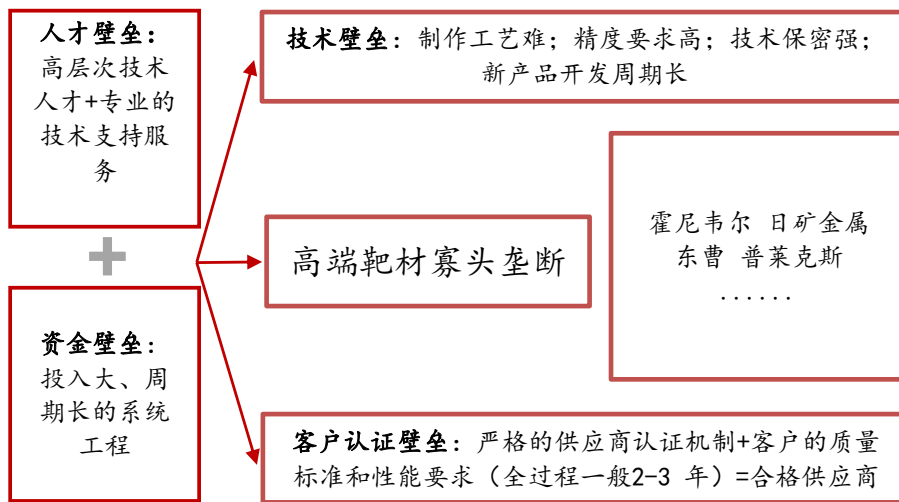 人才壁垒：
高层次技术
人才+专业的
技术支持服
务
资金壁垒：
投入大、周
期长的系统
工程
技术壁垒：制作工艺难；精度要求高；技术保密强；
新产品开发周期长
高端靶材寡头垄断
霍尼韦尔 日矿金属
东曹 普莱克斯
......
客户认证壁垒：严格的供应商认证机制+客户的质量
标准和性能要求（全过程一般2-3 年）=合格供应商